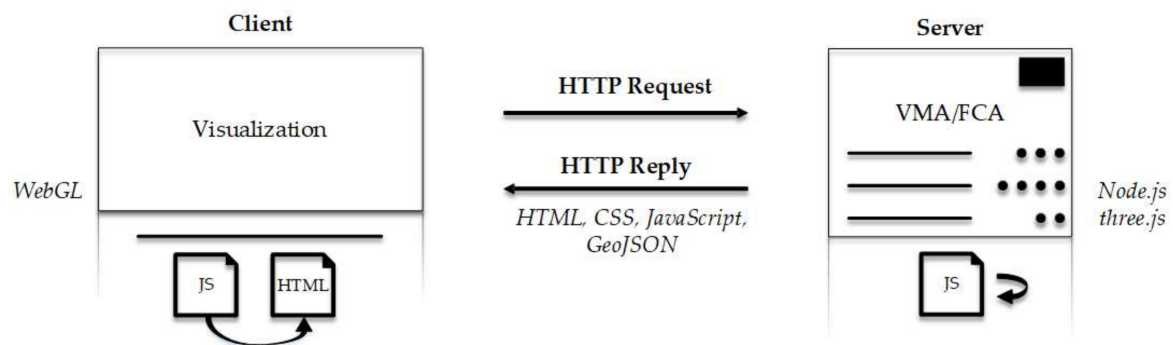 Client
Server
HTTP Request
Visualization
VMA/FCA
HTTP Reply
WebGL
HTML, CSS, JavaScript,
GeoJSON
Node.js
three.js
JS
HTML
JS